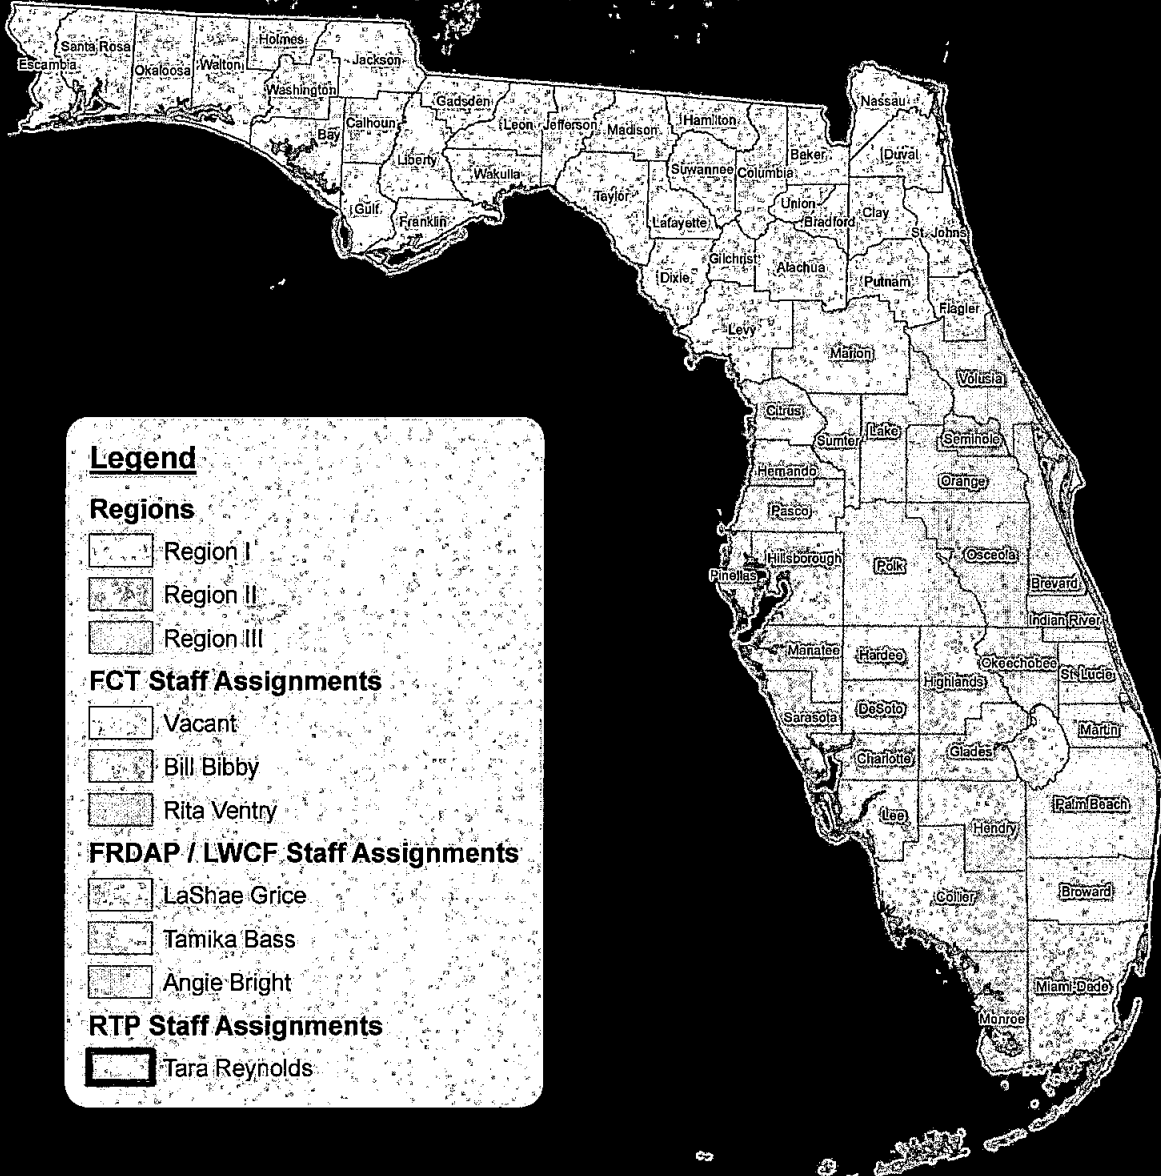 Holmes
Santa Rosa
Jackson
Escambia
Okaloosa
Walton
Washington
Gadsden
Nassau
Bay
Calhoun
Leon
Jefferson
Madison
Hamilton
Liberty
Baker
Duval
Wakulla
Suwannee
Columbia
Taylor
Union
Gulf
Franklin
Lafayette
Bradford
Clay
St. Johns
Gilchrist
Alachua
Dixie
Putnam
Flagler
Levy
Marion
Volusia
Citrus
Sumter
Lake
Seminole
Hernando
Orange
Pasco
Hillsborough
Polk
Osceola
Pinellas
Brevard
Indian River
Manatee
Hardee
Okeechobee
St. Lucie
Highlands
Sarasota
DeSoto
Martin
Charlotte
Glades
Palm Beach
Lee
Hendry
Collier
Broward
Miami-Dade
Monroe
Legend
Regions
Region I
Region II
Region III
FCT Staff Assignments
Vacant
Bill Bibby
Rita Ventry
FRDAP / LWCF Staff Assignments
LaShae Grice
Tamika Bass
Angie Bright
RTP Staff Assignments
Tara Reynolds